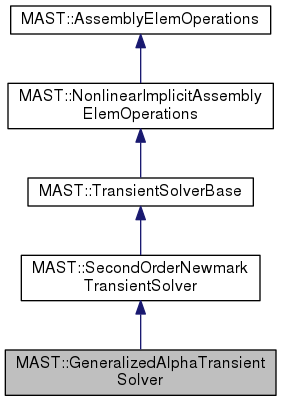 MAST::AssemblyElemOperations
MAST::NonlinearImplicitAssembly
ElemOperations
MAST::TransientSolverBase
MAST::SecondOrderNewmark
TransientSolver
MAST::GeneralizedAlphaTransient
Solver